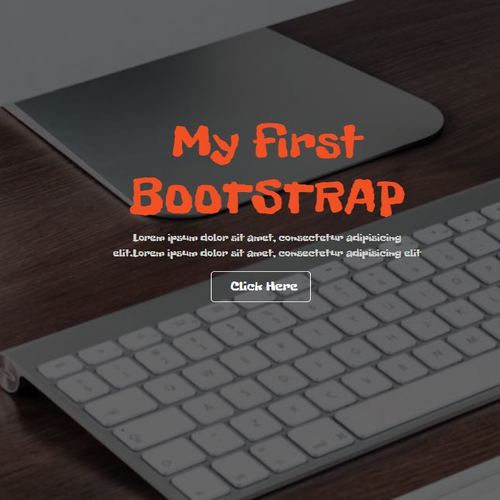 My first
BOOTSTRAP
Lorem ipsum dolor sit amet, consectetur adipisicing
elit.Lorem ipsum dolor sit amet, consectetur adipisicing elit
Click Here